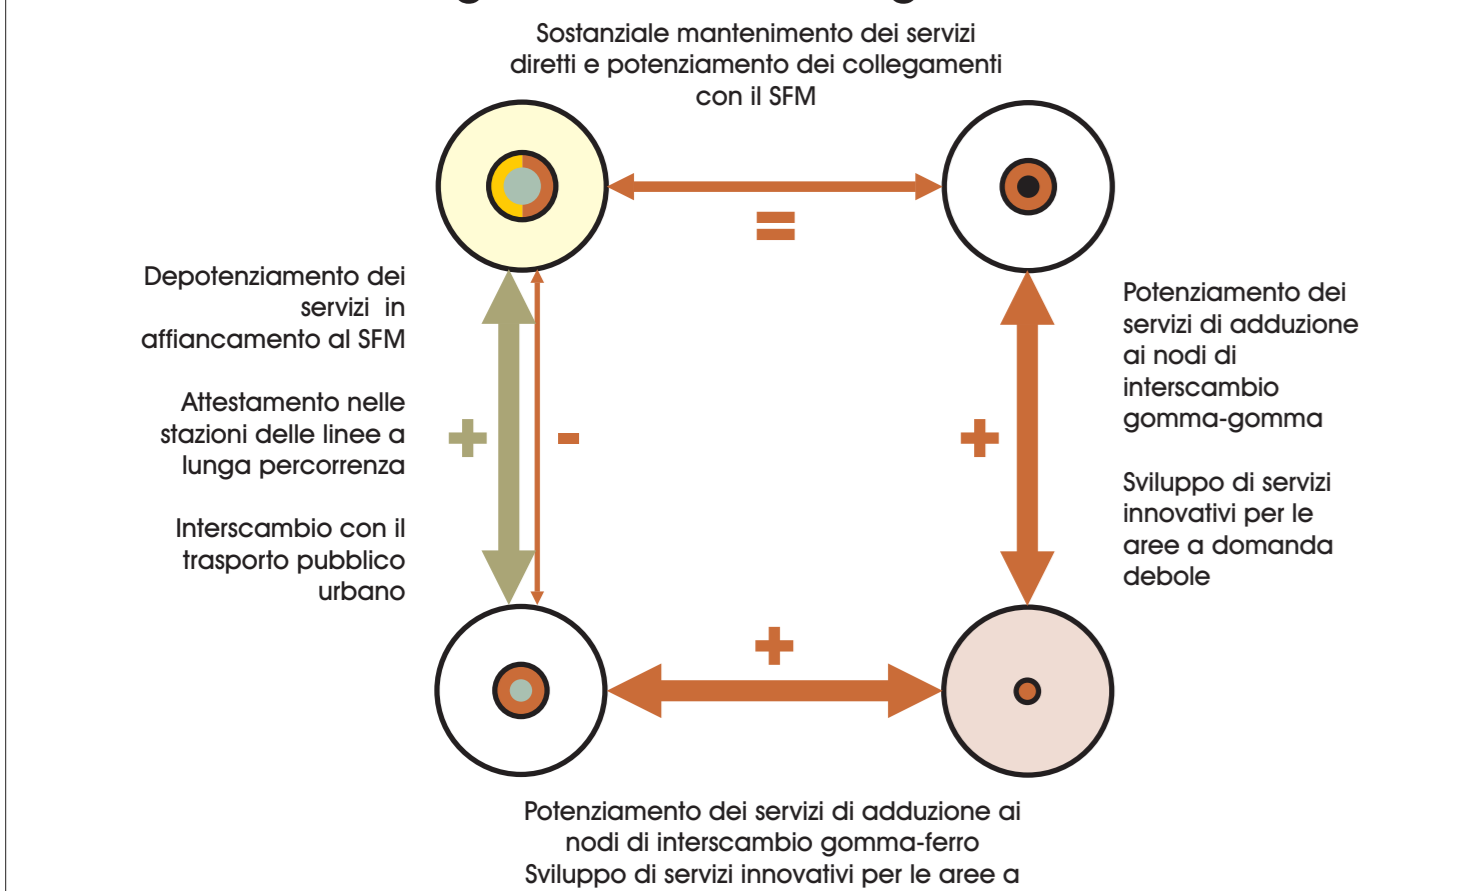 Sostanziale mantenimento dei servizi
diretti e potenziamento dei collegamenti
con il SFM
=
Depotenziamento dei
servizi in
affiancamento al SFM
Attestamento nelle
stazioni delle linee a
lunga percorrenza
Interscambio con il
trasporto pubblico
urbano
+ -
+
Potenziamento dei
servizi di adduzione
ai nodi di
interscambio
gomma-gomma
Sviluppo di servizi
innovativi per le
aree a domanda
debole
+
Potenziamento dei servizi di adduzione ai
nodi di interscambio gomma-ferro
Sviluppo di servizi innovativi per le aree a